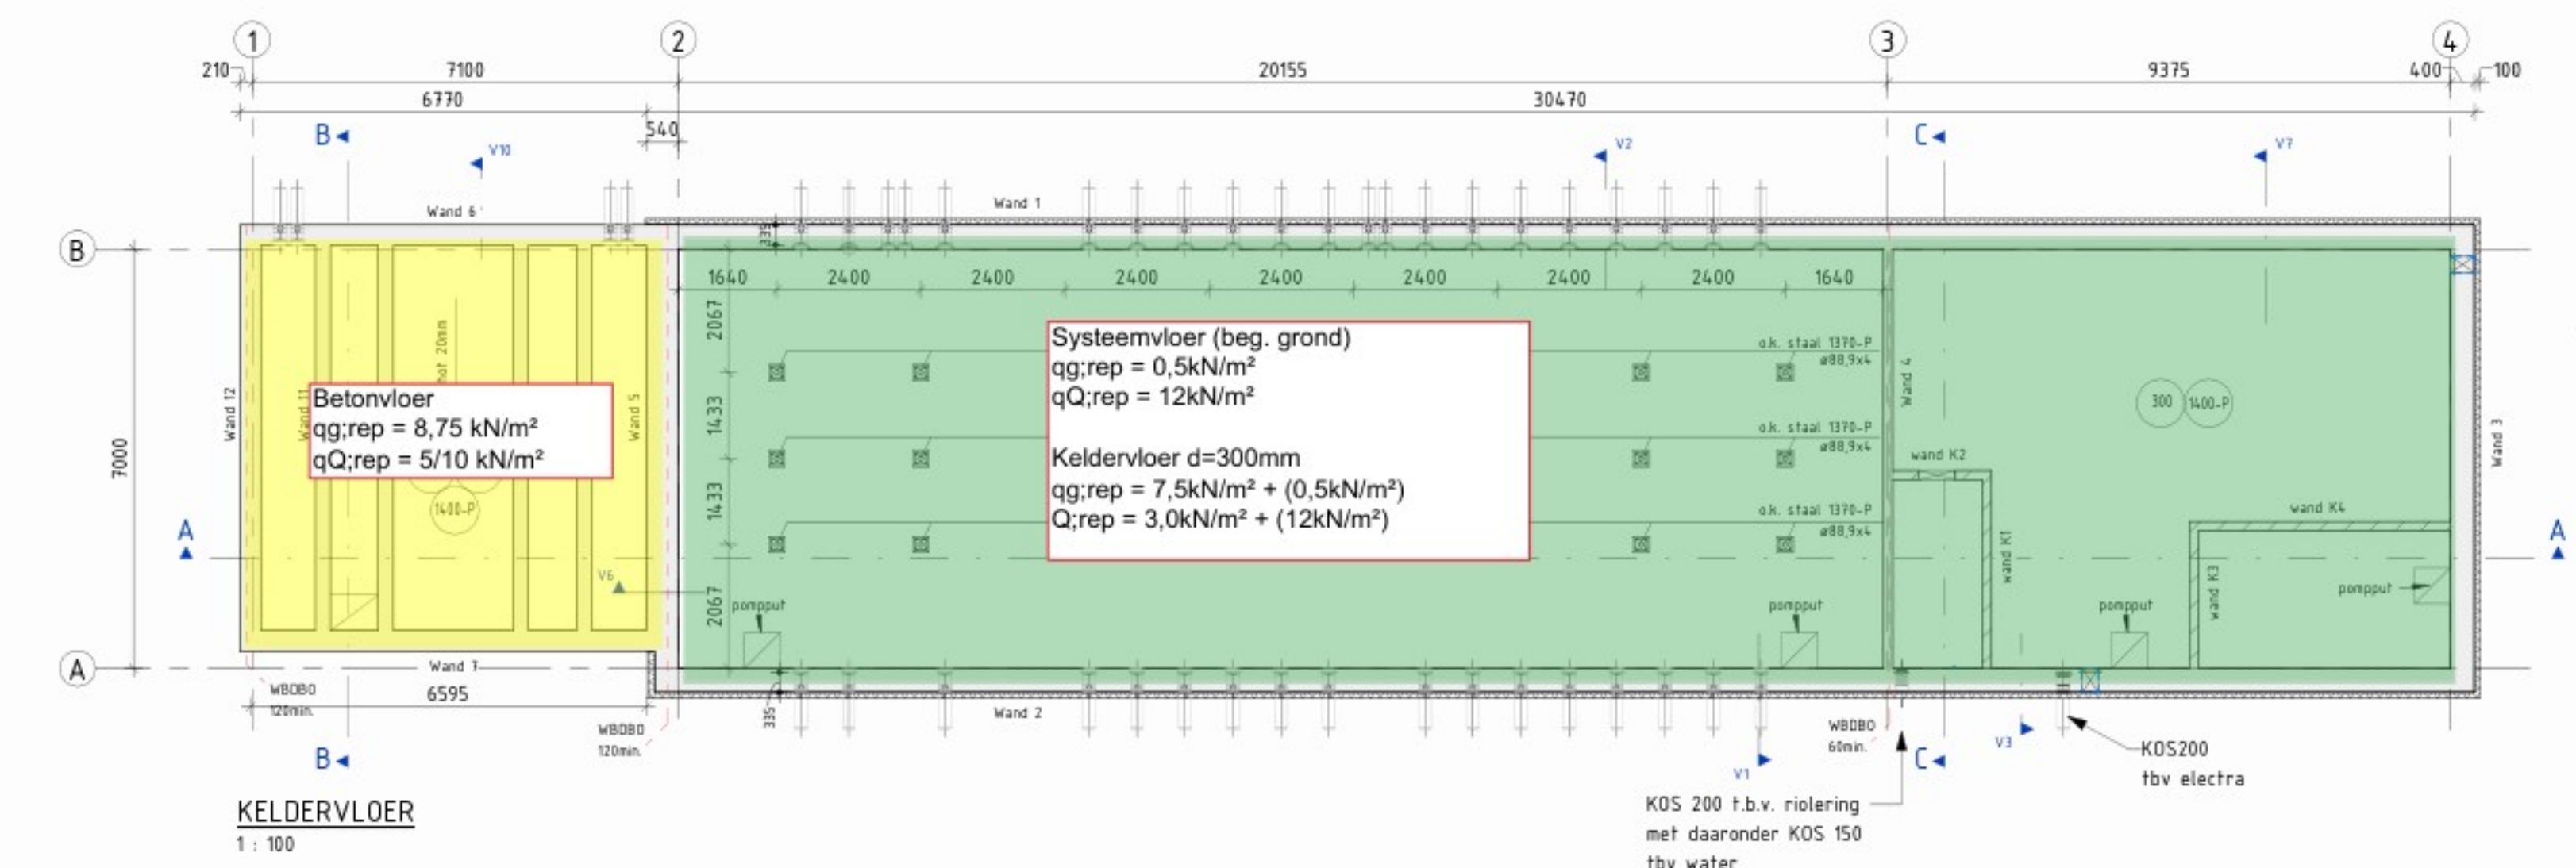 1
2
3
4
210
7100
20155
9375
400
100
6770
30470
540
B
V10
V2
C
V7
Wand 6
Wand 1
B
335
1640
2400
2400
2400
2400
2400
2400
2400
1640
2067
1433
1433
2067
7000
Wand 12
Wand 11
Wand 5
hot 20mm
Betonvloer
qg;rep = 8,75 kN/m²
qQ;rep = 5/10 kN/m²
1400-P
Systeemvloer (beg. grond)
qg;rep = 0,5kN/m²
qQ;rep = 12kN/m²
Keldervloer d=300mm
qg;rep = 7,5kN/m² + (0,5kN/m²)
Q;rep = 3,0kN/m² + (12kN/m²)
o.k. staal 1370-P
ø88,9x4
o.k. staal 1370-P
ø88,9x4
o.k. staal 1370-P
ø88,9x4
Wand 4
300
1400-P
Wand 3
wand K2
wand K4
wand K1
wand K3
A
A
V6
pompput
pompput
pompput
pompput
A
Wand 7
6595
WBDBO
120min.
WBDBO
120min.
335
Wand 2
WBDBO
60min.
B
V1
C
V3
KOS200
tbv electra
KOS 200 t.b.v. riolering
met daaronder KOS 150
tbv water
KELDERVLOER
1 : 100